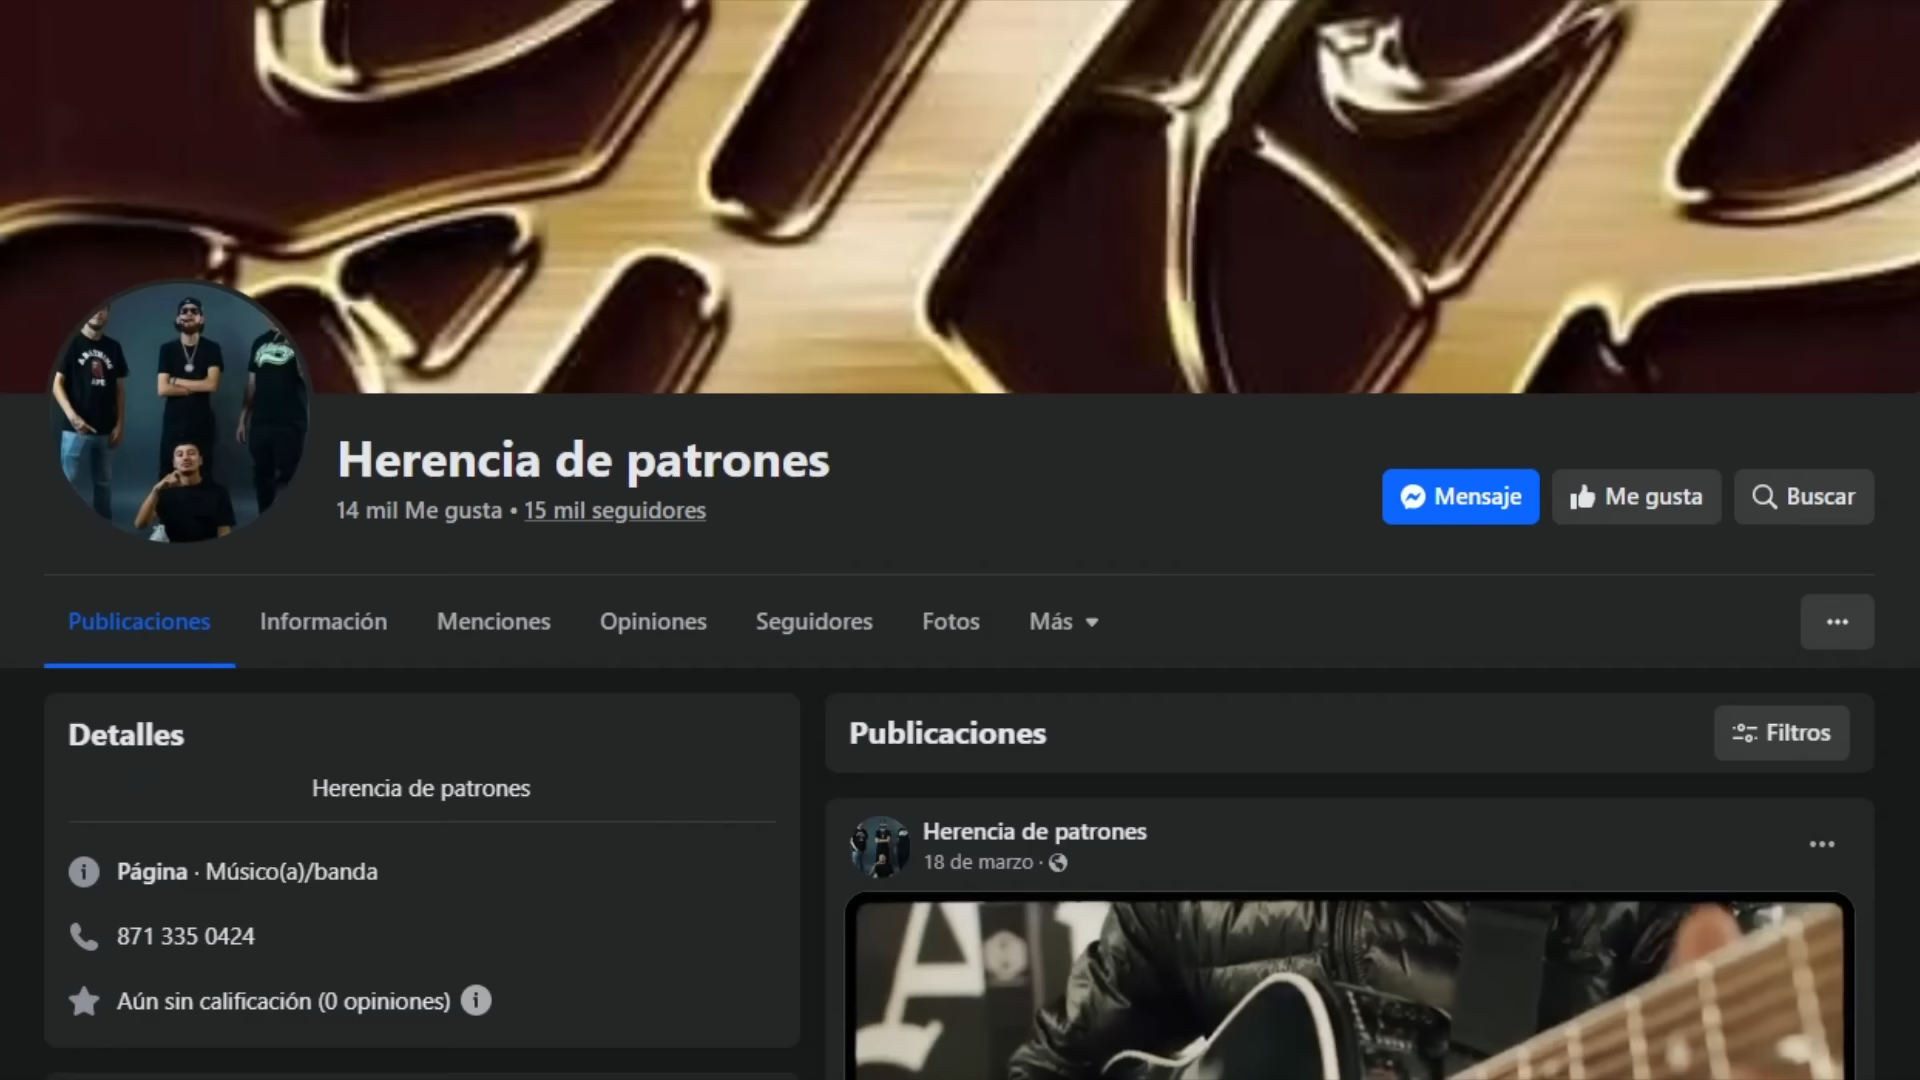 Herencia de patrones
14 mil Me gusta • 15 mil seguidores
Mensaje
Me gusta
Buscar
Publicaciones
Información
Menciones
Opiniones
Seguidores
Fotos
Más
Detalles
Herencia de patrones
Página · Músico(a)/banda
871 335 0424
Aún sin calificación (0 opiniones)
Publicaciones
Filtros
Herencia de patrones
18 de marzo ·